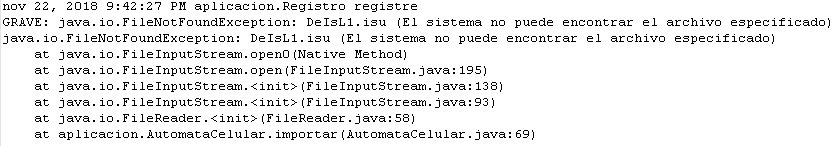 nov 22, 2018 9:42:27 PM aplicacion.Registro registre
GRAVE: java.io.FileNotFoundException: DeIsL1.isu (El sistema no puede encontrar el archivo especificado)
java.io.FileNotFoundException: DeIsL1.isu (El sistema no puede encontrar el archivo especificado)
at java.io.FileInputStream.open0(Native Method)
at java.io.FileInputStream.open(FileInputStream.java:195)
at java.io.FileInputStream.<init>(FileInputStream.java:138)
at java.io.FileInputStream.<init>(FileInputStream.java:93)
at java.io.FileReader.<init>(FileReader.java:58)
at aplicacion.AutomataCelular.importar(AutomataCelular.java:69)